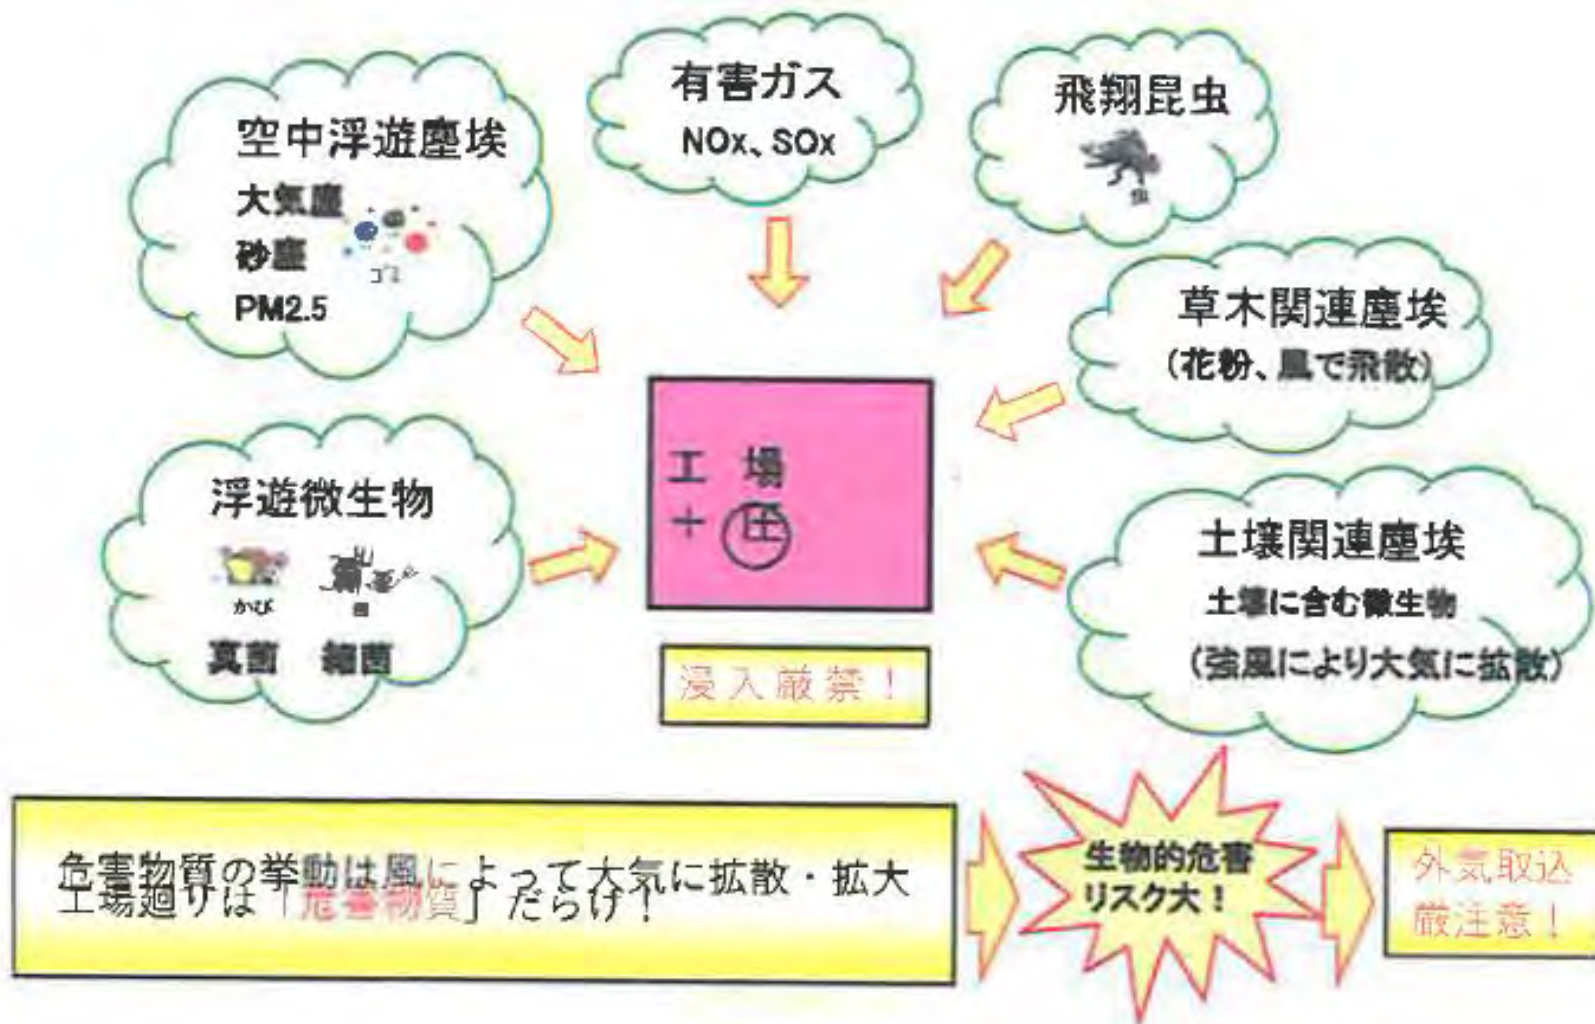 空中浮遊塵埃
大気塵
砂塵
PM2.5
ゴミ
有害ガス
NOx、SOx
飛翔昆虫
虫
草木関連塵埃
(花粉、風で飛散)
浮遊微生物
かび
菌
真菌 細菌
工 場
+ 圧
浸入厳禁！
土壌関連塵埃
土壌に含む微生物
(強風により大気に拡散)
危害物質の挙動は風によって大気に拡散・拡大
工場廻りは「危害物質」だらけ！
生物的危害
リスク大！
外気取込
厳注意！